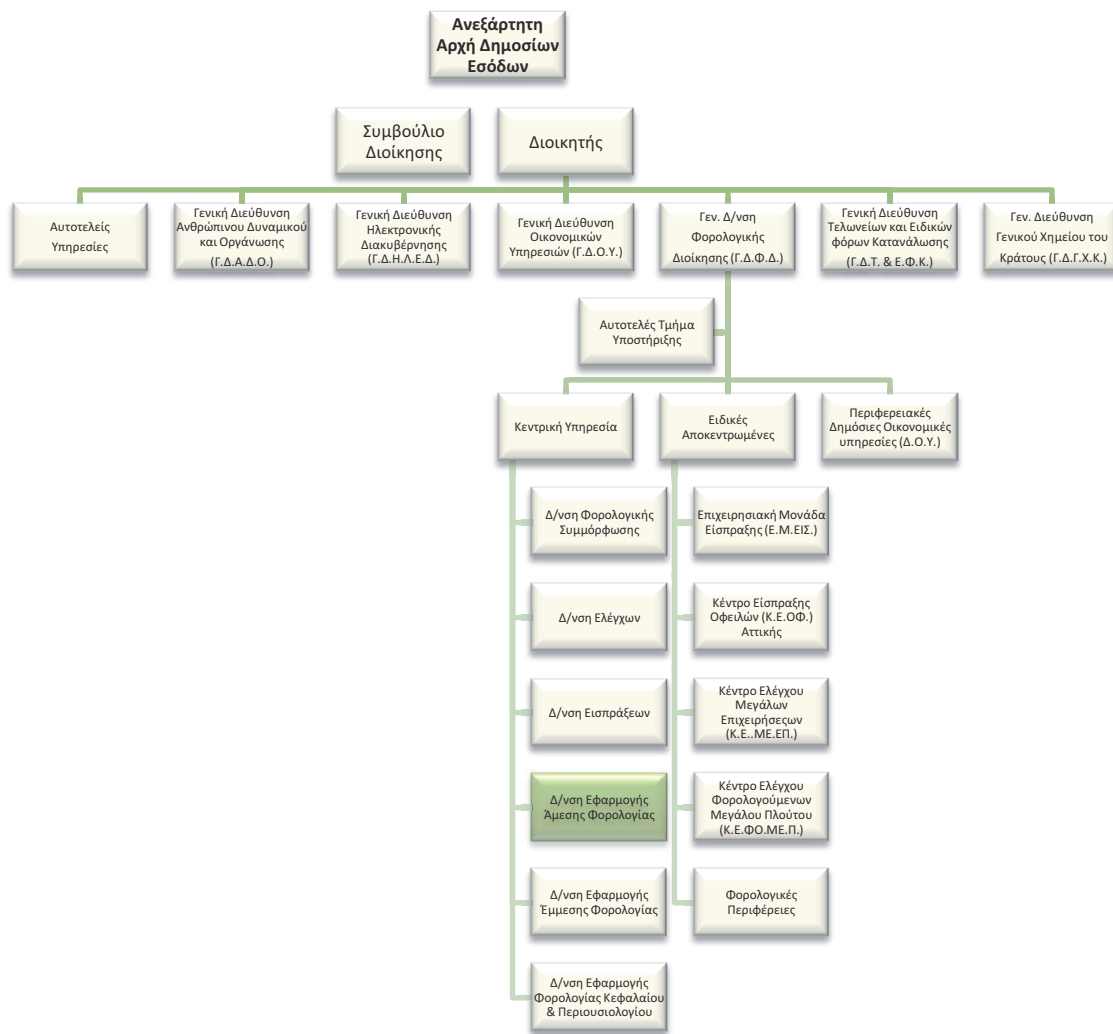 Ανεξάρτητη
Αρχή Δημοσίων
Εσόδων
Συμβούλιο
Διοίκησης
Διοικητής
Αυτοτελείς
Υπηρεσίες
Γενική Διεύθυνση
Ανθρώπινου Δυναμικού
και Οργάνωσης
(Γ.Δ.Α.Δ.Ο.)
Γενική Διεύθυνση
Ηλεκτρονικής
Διακυβέρνησης
(Γ.Δ.Η.Λ.Ε.Δ.)
Γενική Διεύθυνση
Οικονομικών
Υπηρεσιών (Γ.Δ.Ο.Υ.)
Γεν. Δ/νση
Φορολογικής
Διοίκησης (Γ.Δ.Φ.Δ.)
Γενική Διεύθυνση
Τελωνείων και Ειδικών
φόρων Κατανάλωσης
(Γ.Δ.Τ. & Ε.Φ.Κ.)
Γεν. Διεύθυνση
Γενικού Χημείου του
Κράτους (Γ.Δ.Γ.Χ.Κ.)
Αυτοτελές Τμήμα
Υποστήριξης
Κεντρική Υπηρεσία
Ειδικές
Αποκεντρωμένες
Περιφερειακές
Δημόσιες Οικονομικές
υπηρεσίες (Δ.Ο.Υ.)
Δ/νση Φορολογικής
Συμμόρφωσης
Δ/νση Ελέγχων
Δ/νση Εισπράξεων
Δ/νση Εφαρμογής
Άμεσης Φορολογίας
Δ/νση Εφαρμογής
Έμμεσης Φορολογίας
Δ/νση Εφαρμογής
Φορολογίας Κεφαλαίου
& Περιουσιολογίου
Επιχειρησιακή Μονάδα
Είσπραξης (Ε.Μ.ΕΙΣ.)
Κέντρο Είσπραξης
Οφειλών (Κ.Ε.ΟΦ.)
Αττικής
Κέντρο Ελέγχου
Μεγάλων
Επιχειρήσεςων
(Κ.Ε..ΜΕ.ΕΠ.)
Κέντρο Ελέγχου
Φορολογούμενων
Μεγάλου Πλούτου
(Κ.Ε.ΦΟ.ΜΕ.Π.)
Φορολογικές
Περιφέρειες